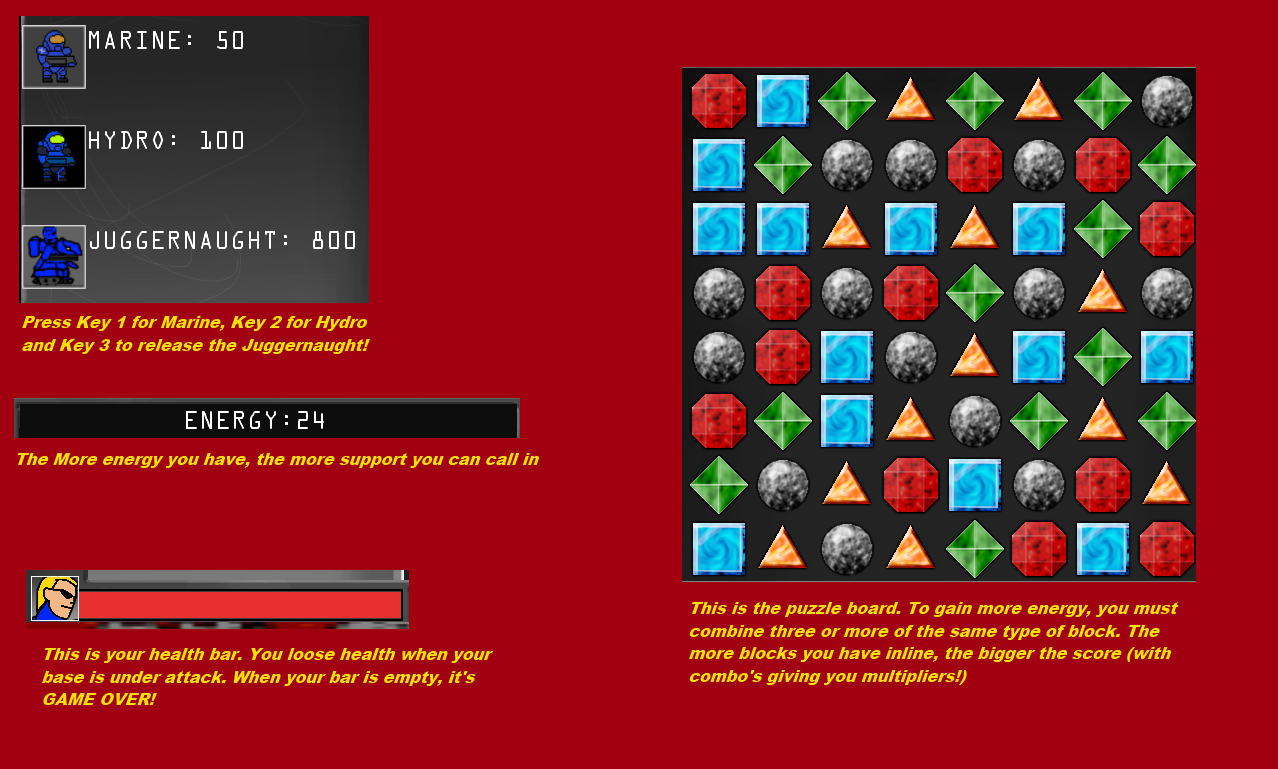 MARINE: 50
HYDRO: 100
JUGGERNAUGHT: 800
Press Key 1 for Marine, Key 2 for Hydro
and Key 3 to release the Juggernaught!
ENERGY:24
The More energy you have, the more support you can call in
This is your health bar. You loose health when your
base is under attack. When your bar is empty, it's
GAME OVER!
This is the puzzle board. To gain more energy, you must
combine three or more of the same type of block. The
more blocks you have inline, the bigger the score (with
combo's giving you multipliers!)